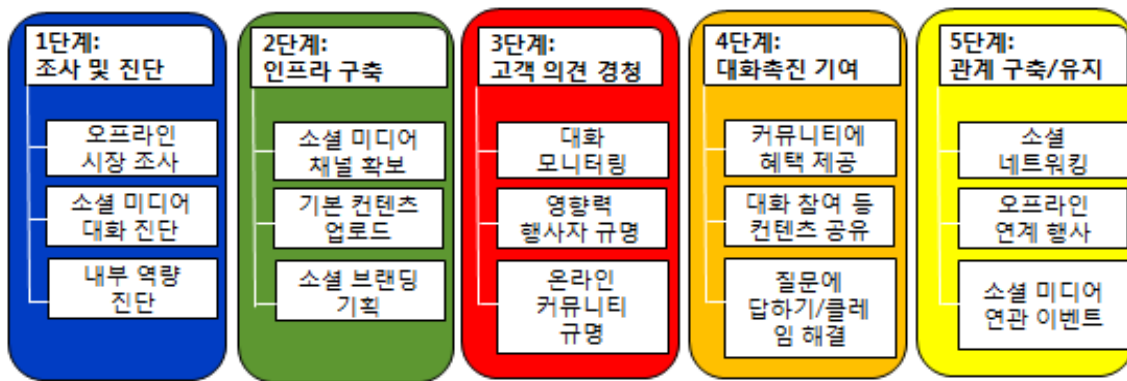 1단계:
조사 및 진단
오프라인
시장 조사
소셜 미디어
대화 진단
내부 역량
진단
2단계:
인프라 구축
소셜 미디어
채널 확보
기본 컨텐츠
업로드
소셜 브랜딩
기획
3단계:
고객 의견 경청
대화
모니터링
영향력
행사자 규명
온라인
커뮤니티
규명
4단계:
대화촉진 기여
커뮤니티에
혜택 제공
대화 참여 등
컨텐츠 공유
질문에
답하기/클레
임 해결
5단계:
관계 구축/유지
소셜
네트워킹
오프라인
연계 행사
소셜 미디어
연관 이벤트